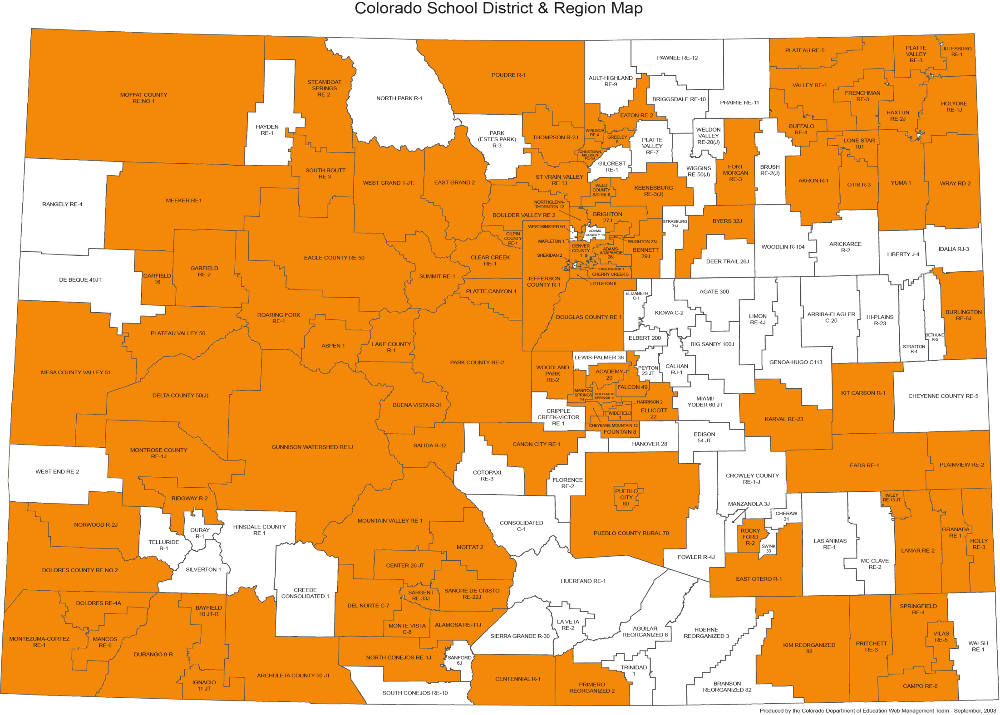 Colorado School District & Region Map
PLATEAU RE-5
PLATTE
VALLEY
RE-3
JULESBURG
RE-1
PAWNEE RE-12
POUDRE R-1
AULT-HIGHLAND
RE-9
STEAMBOAT
SPRINGS
RE-2
VALLEY RE-1
MOFFAT COUNTY
RE:NO 1
NORTH PARK R-1
FRENCHMAN
RE-3
BRIGGSDALE RE-10
PRAIRIE RE-11
HOLYOKE
RE-1J
EATON RE-2
HAXTUN
RE-2J
HAYDEN
RE-1
BUFFALO
RE-4
WELDON
VALLEY
RE-20(J)
WINDSOR
RE-4
PARK
(ESTES PARK)
R-3
THOMPSON R-2J
GREELEY
6
PLATTE
VALLEY
RE-7
LONE STAR
101
JOHNSTOWN-
MILLIKEN
RE-5J
GILCREST
RE-1
WIGGINS
RE-50(J)
FORT
MORGAN
RE-3
BRUSH
RE-2(J)
SOUTH ROUTT
RE 3
ST VRAIN VALLEY
RE 1J
AKRON R-1
OTIS R-3
YUMA 1
WRAY RD-2
WEST GRAND 1-JT.
EAST GRAND 2
WELD
COUNTY
S/D RE-8
KEENESBURG
RE-3(J)
MEEKER RE1
RANGELY RE-4
NORTHGLENN-
THORNTON 12
BOULDER VALLEY RE 2
BRIGHTON
27J
STRASBURG
31J
BYERS 32J
WESTMINSTER 50
ADAMS
COUNTY 14
GILPIN
COUNTY
RE-1
MAPLETON 1
BRIGHTON 27J
DENVER
COUNTY
1
ADAMS-
ARAPAHOE
28J
BENNETT
29J
WOODLIN R-104
ARICKAREE
R-2
LIBERTY J-4
IDALIA RJ-3
EAGLE COUNTY RE 50
CLEAR CREEK
RE-1
SHERIDAN 2
DEER TRAIL 26J
GARFIELD
RE-2
ENGLEWOOD 1
CHERRY CREEK 5
GARFIELD
16
DE BEQUE 49JT
SUMMIT RE-1
JEFFERSON
COUNTY R-1
LITTLETON 6
PLATTE CANYON 1
ELIZABETH
C-1
AGATE 300
KIOWA C-2
ROARING FORK
RE-1
DOUGLAS COUNTY RE 1
LIMON
RE-4J
ARRIBA-FLAGLER
C-20
HI-PLAINS
R-23
BURLINGTON
RE-6J
PLATEAU VALLEY 50
ELBERT 200
BETHUNE
R-5
ASPEN 1
LAKE COUNTY
R-1
BIG SANDY 100J
STRATTON
R-4
LEWIS-PALMER 38
PARK COUNTY RE-2
GENOA-HUGO C113
WOODLAND
PARK
RE-2
PEYTON
23 JT
CALHAN
RJ-1
MESA COUNTY VALLEY 51
ACADEMY
20
FALCON 49
MANITOU
SPRINGS
14
COLORADO
SPRINGS 11
DELTA COUNTY 50(J)
KIT CARSON R-1
CHEYENNE COUNTY RE-5
MIAMI/
YODER 60 JT
BUENA VISTA R-31
HARRISON 2
CRIPPLE
CREEK-VICTOR
RE-1
WIDEFIELD
3
ELLICOTT
22
KARVAL RE-23
CHEYENNE MOUNTAIN 12
FOUNTAIN 8
EDISON
54 JT
CANON CITY RE-1
HANOVER 28
GUNNISON WATERSHED RE1J
SALIDA R-32
MONTROSE COUNTY
RE-1J
EADS RE-1
PLAINVIEW RE-2
WEST END RE-2
COTOPAXI
RE-3
FLORENCE
RE-2
CROWLEY COUNTY
RE-1-J
PUEBLO
CITY
60
RIDGWAY R-2
WILEY
RE-13 JT
MANZANOLA 3J
CHERAW
31
MOUNTAIN VALLEY RE 1
NORWOOD R-2J
OURAY
R-1
HINSDALE COUNTY
RE 1
CONSOLIDATED
C-1
PUEBLO COUNTY RURAL 70
ROCKY
FORD
R-2
GRANADA
RE-1
TELLURIDE
R-1
MOFFAT 2
SWINK
33
LAS ANIMAS
RE-1
HOLLY
RE-3
LAMAR RE-2
FOWLER R-4J
MC CLAVE
RE-2
DOLORES COUNTY RE NO.2
SILVERTON 1
CENTER 26 JT
HUERFANO RE-1
EAST OTERO R-1
CREEDE
CONSOLIDATED 1
SARGENT
RE-33J
SANGRE DE CRISTO
RE-22J
DOLORES RE-4A
BAYFIELD
10 JT-R
DEL NORTE C-7
SPRINGFIELD
RE-4
MONTE VISTA
C-8
ALAMOSA RE-11J
LA VETA
RE-2
AGUILAR
REORGANIZED 6
HOEHNE
REORGANIZED 3
SIERRA GRANDE R-30
VILAS
RE-5
MONTEZUMA-CORTEZ
RE-1
MANCOS
RE-6
KIM REORGANIZED
88
PRITCHETT
RE-3
WALSH
RE-1
DURANGO 9-R
NORTH CONEJOS RE-1J
SANFORD
6J
TRINIDAD
1
ARCHULETA COUNTY 50 JT
CENTENNIAL R-1
IGNACIO
11 JT
PRIMERO
REORGANIZED 2
BRANSON
REORGANIZED 82
CAMPO RE-6
SOUTH CONEJOS RE-10
Produced by the Colorado Department of Education Web Management Team - September, 2008